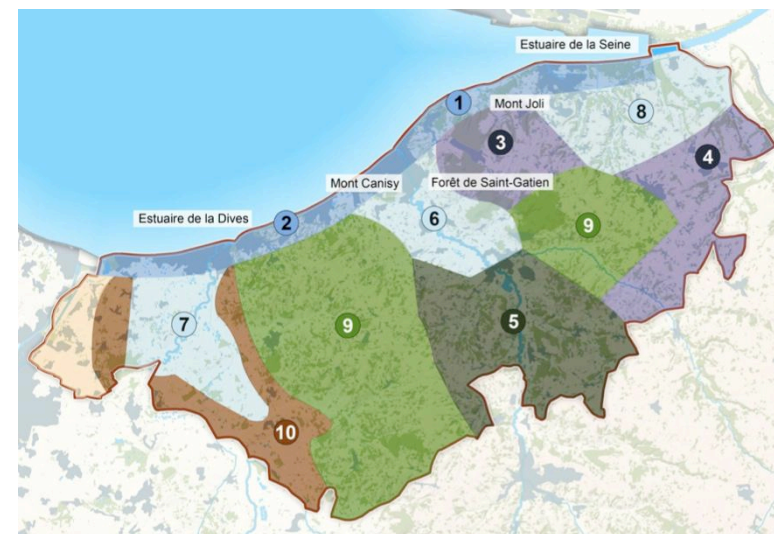 Estuaire de la Seine
1
Mont Joli
8
3
4
Mont Canisy
Forêt de Saint-Gatien
Estuaire de la Dives
2
6
9
7
9
5
10